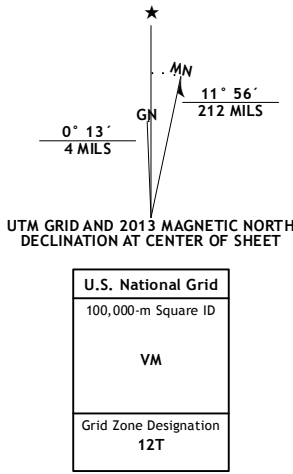 MN
11° 56´
212 MILS
GN
0° 13´
4 MILS
UTM GRID AND 2013 MAGNETIC NORTH
DECLINATION AT CENTER OF SHEET
U.S. National Grid
100,000-m Square ID
VM
Grid Zone Designation
12T